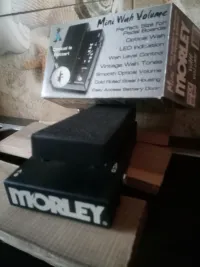 Mini Wah Volume
Perfect Size For
Pedal Boards!
Optical Wah
LED Indication
Wah Level Control
Vintage Wah Tones
Smooth Optical Volume
Cold Rolled Steel Housing
Easy Access Battery Door
MORLEY
MORLEY